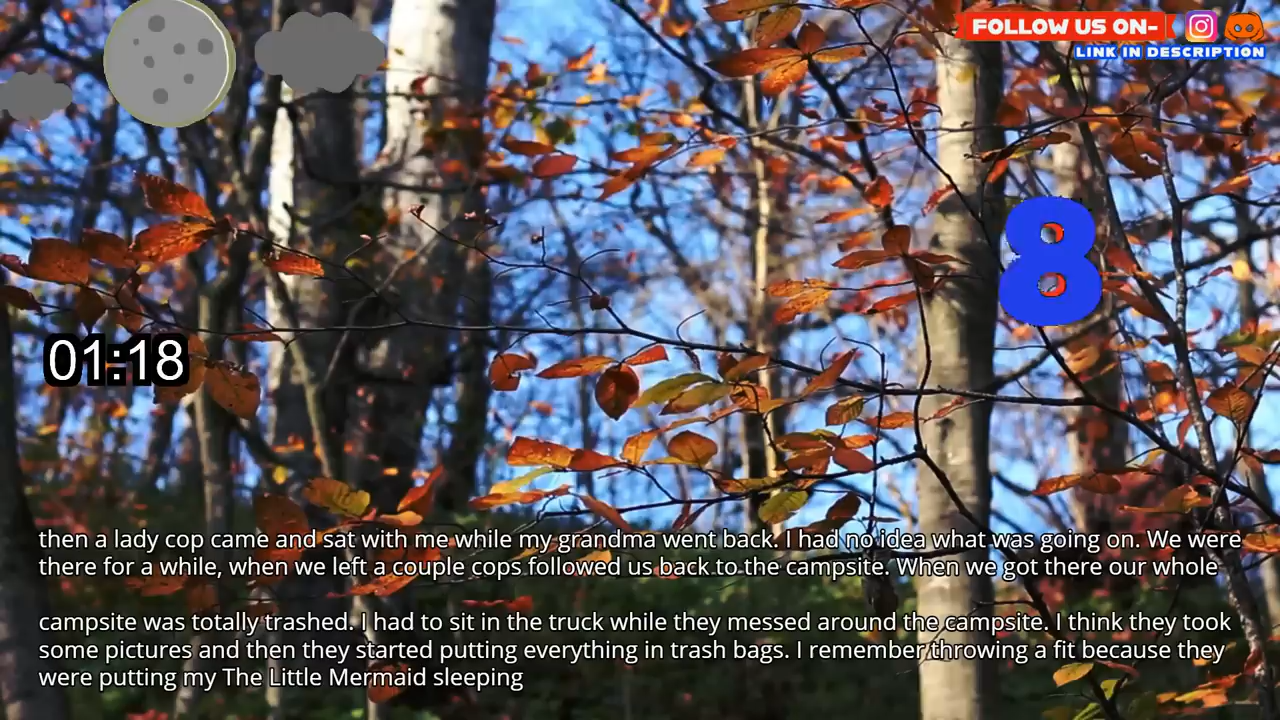 FOLLOW US ON-
LINK IN DESCRIPTION
8
01:18
then a lady cop came and sat with me while my grandma went back. I had no idea what was going on. We were
there for a while, when we left a couple cops followed us back to the campsite. When we got there our whole
campsite was totally trashed. I had to sit in the truck while they messed around the campsite. I think they took
some pictures and then they started putting everything in trash bags. I remember throwing a fit because they
were putting my The Little Mermaid sleeping